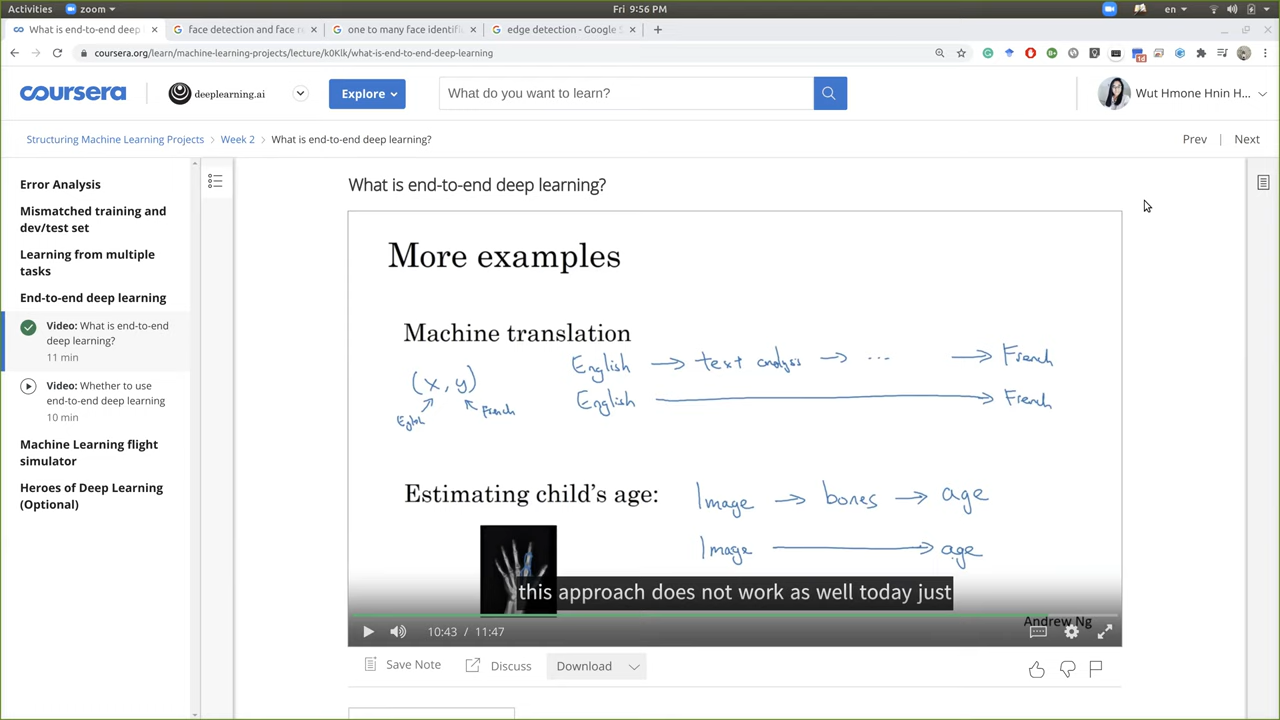 Activities zoom Fri 9:56 PM en
What is end-to-end deep face detection and face r one to many face identifi edge detection - Google S
coursera.org/learn/machine-learning-projects/lecture/k0Klk/what-is-end-to-end-deep-learning
1d
coursera deeplearning.ai Explore What do you want to learn? Wut Hmone Hnin H...
Structuring Machine Learning Projects Week 2 What is end-to-end deep learning? Prev Next
Error Analysis
Mismatched training and
dev/test set
Learning from multiple
tasks
End-to-end deep learning
Video: What is end-to-end
deep learning?
11 min
Video: Whether to use
end-to-end deep learning
10 min
Machine Learning flight
simulator
Heroes of Deep Learning
(Optional)
What is end-to-end deep learning?
More examples
Machine translation
English → text analysis → ... → French
(x, y)
English → French
French
Estimating child's age:
Image → bones → age
Image → age
this approach does not work as well today just
Andrew Ng
10:43 / 11:47
Save Note Discuss Download